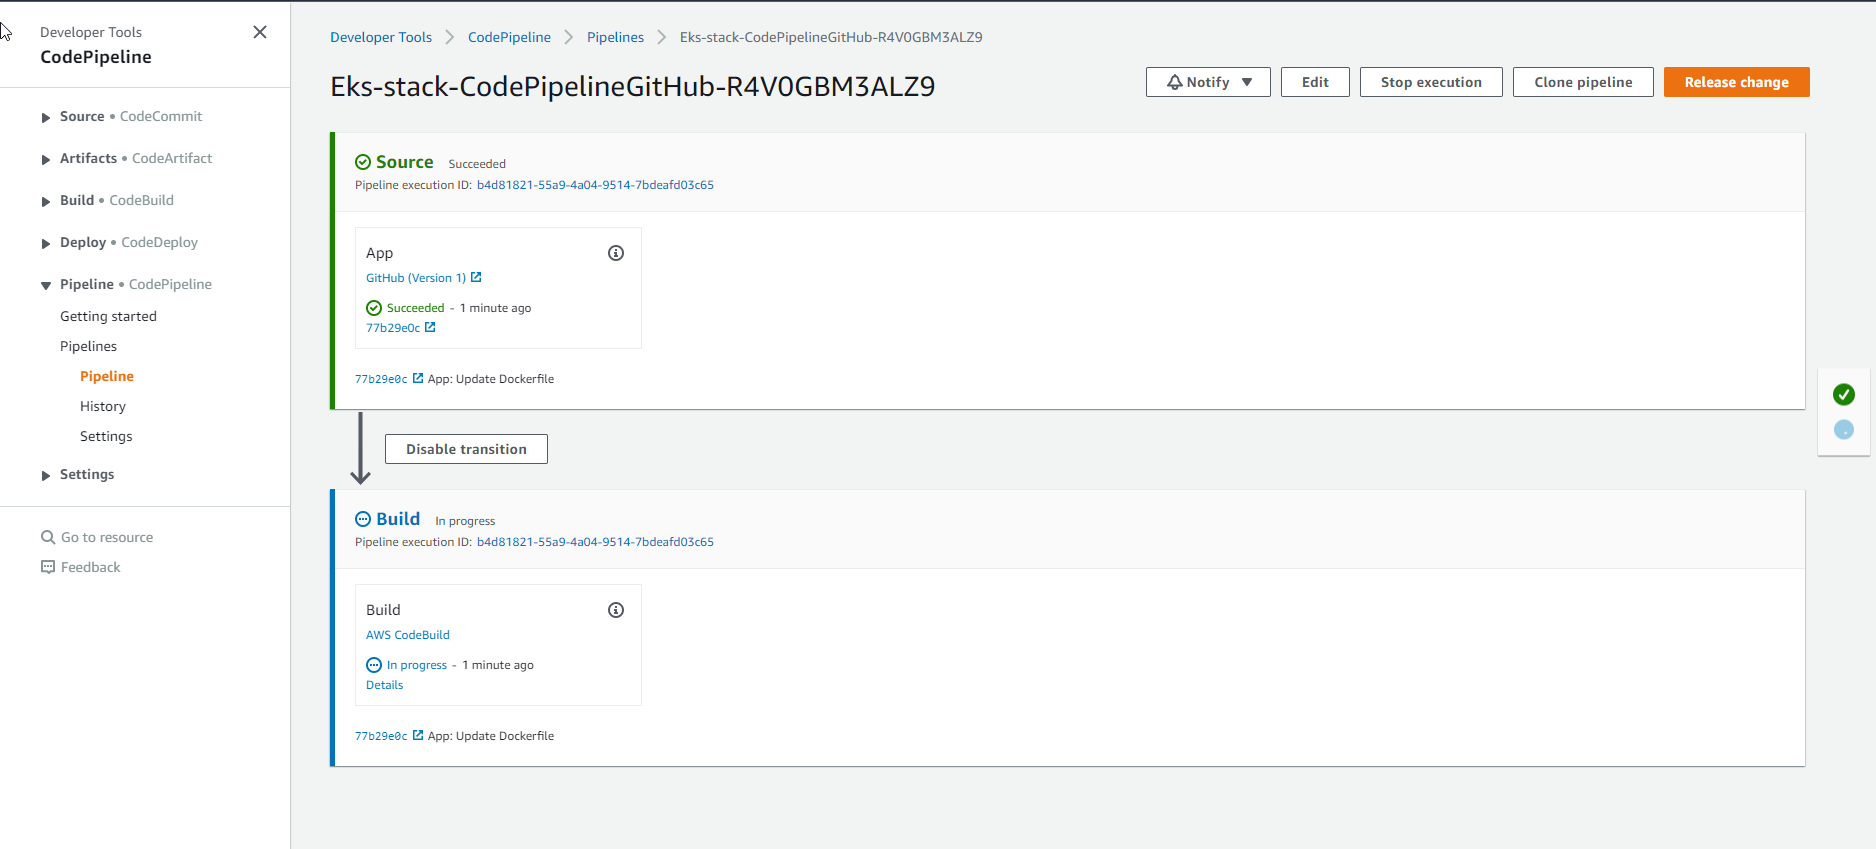 Developer Tools
CodePipeline
Source • CodeCommit
Artifacts • CodeArtifact
Build • CodeBuild
Deploy • CodeDeploy
Pipeline • CodePipeline
Getting started
Pipelines
Pipeline
History
Settings
Settings
Go to resource
Feedback
Developer Tools > CodePipeline > Pipelines > Eks-stack-CodePipelineGitHub-R4V0GBM3ALZ9
Eks-stack-CodePipelineGitHub-R4V0GBM3ALZ9
Notify Edit Stop execution Clone pipeline Release change
Source Succeeded
Pipeline execution ID: b4d81821-55a9-4a04-9514-7bdeafd03c65
App
GitHub (Version 1)
Succeeded - 1 minute ago
77b29e0c
77b29e0c App: Update Dockerfile
Disable transition
Build In progress
Pipeline execution ID: b4d81821-55a9-4a04-9514-7bdeafd03c65
Build
AWS CodeBuild
In progress - 1 minute ago
Details
77b29e0c App: Update Dockerfile